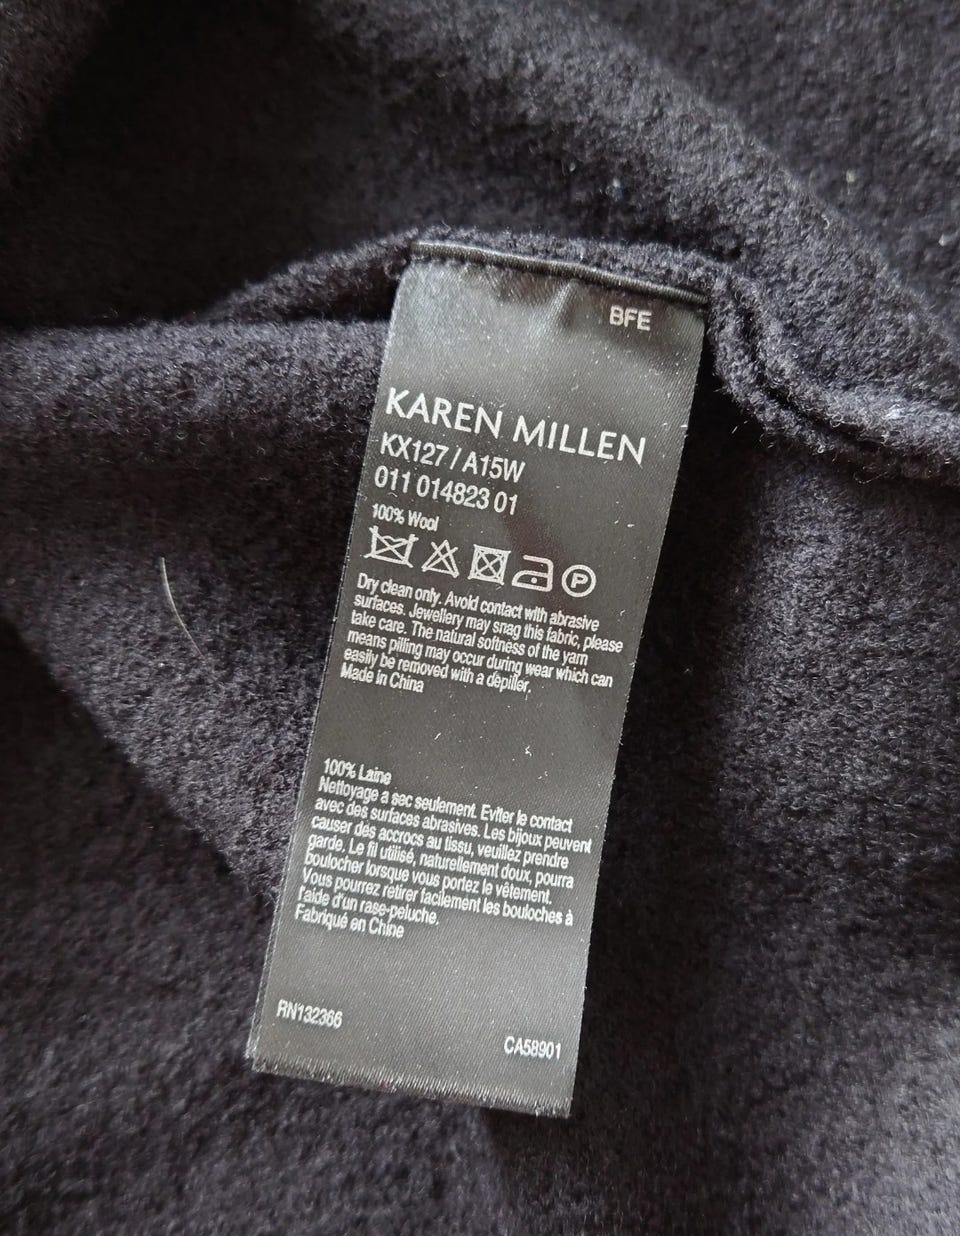 BFE
KAREN MILLEN
KX127 / A15W
011 014823 01
100% Wool
P
Dry clean only. Avoid contact with abrasive
surfaces. Jewellery may snag this fabric, please
take care. The natural softness of the yarn
means pilling may occur during wear which can
easily be removed with a depiller.
Made in China
100% Laine
Nettoyage a sec seulement. Eviter le contact
avec des surfaces abrasives. Les bijoux peuvent
causer des accrocs au tissu, veuillez prendre
garde. Le fil utilisé, naturellement doux, pourra
boulocher lorsque vous portez le vêtement.
Vous pourrez retirer facilement les bouloches à
l'aide d'un rase-peluche.
Fabriqué en Chine
RN132366
CA58901